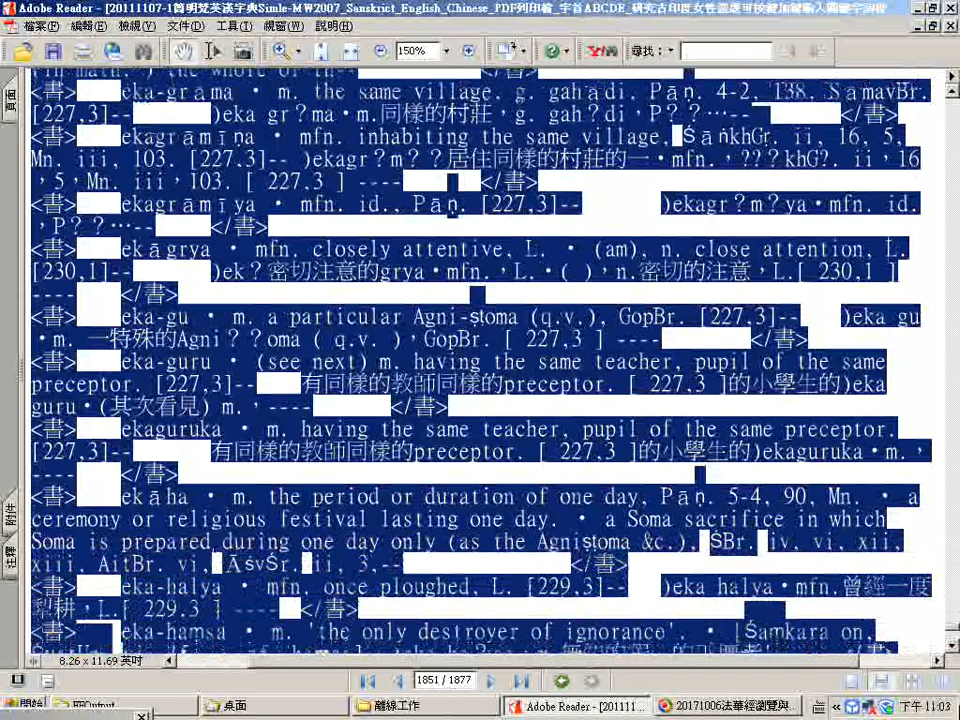 Adobe Reader - [20111107-1簡明梵英漢字典Simle-MW2007_Sanskrict_English_Chinese_PDF列印檔_字首ABCDE_研究古印度女性
檔案(F) 編輯(E) 檢視(V) 文件(D) 工具(T) 視窗(W) 說明(H)
150% 尋找：
<書> eka-grāma • m. the same village. g. gahādi. Pāṇ. 4-2, 138. SāmavBr.
[227,3]-- )eka gr？ma•m.同樣的村莊，g. gah？di. P？？…-- </書>
<書> ekagrāmīṇa • mfn. inhabiting the same village, ŚāṅkhGṛ. ii, 16, 5,
Mn. iii, 103. [227.3]-- )ekagr？m？？居住同樣的村莊的一•mfn.，???khG?. ii，16
，5，Mn. iii，103. [ 227.3 ] ---- </書>
<書> ekagrāmīya • mfn. id., Pāṇ. [227,3]-- )ekagr？m？ya•mfn. id.
，P？？…-- </書>
<書> ekāgrya • mfn. closely attentive, L. • (am), n. close attention, L.
[230,1]-- )ek？密切注意的grya•mfn.，L.•( )，n.密切的注意，L.[ 230,1 ]
---- </書>
<書> eka-gu • m. a particular Agni-ṣṭoma (q.v.), GopBr. [227,3]-- )eka gu
•m. 一特殊的Agni？？oma ( q.v. )，GopBr. [ 227,3 ] ---- </書>
<書> eka-guru • (see next) m. having the same teacher, pupil of the same
preceptor. [227,3]-- 有同樣的教師同樣的preceptor. [ 227,3 ]的小學生的)eka
guru•(其次看見) m.，---- </書>
<書> ekaguruka • m. having the same teacher, pupil of the same preceptor.
[227,3]-- 有同樣的教師同樣的preceptor. [ 227,3 ]的小學生的)ekaguruka•m.，
---- </書>
<書> ekāha • m. the period or duration of one day, Pāṇ. 5-4, 90, Mn. • a
ceremony or religious festival lasting one day. • a Soma sacrifice in which
Soma is prepared during one day only (as the Agniṣṭoma &c.), ŚBr. iv, vi, xii,
xiii, AitBr. vi, ĀśvŚr. ii, 3,-- </書>
<書> eka-halya • mfn. once ploughed, L. [229,3]-- )eka halya•mfn.曾經一度
犁耕，L.[ 229.3 ] ---- </書>
<書> eka-haṃsa • m. 'the only destroyer of ignorance'. • [Śaṃkara on,
頁面
附件
注釋
8.26 x 11.69 英吋
1851 / 1877
開始 FFOutput 桌面 離線工作 Adobe Reader - [201111... 20171006法華經瀏覽與... 下午 11:03